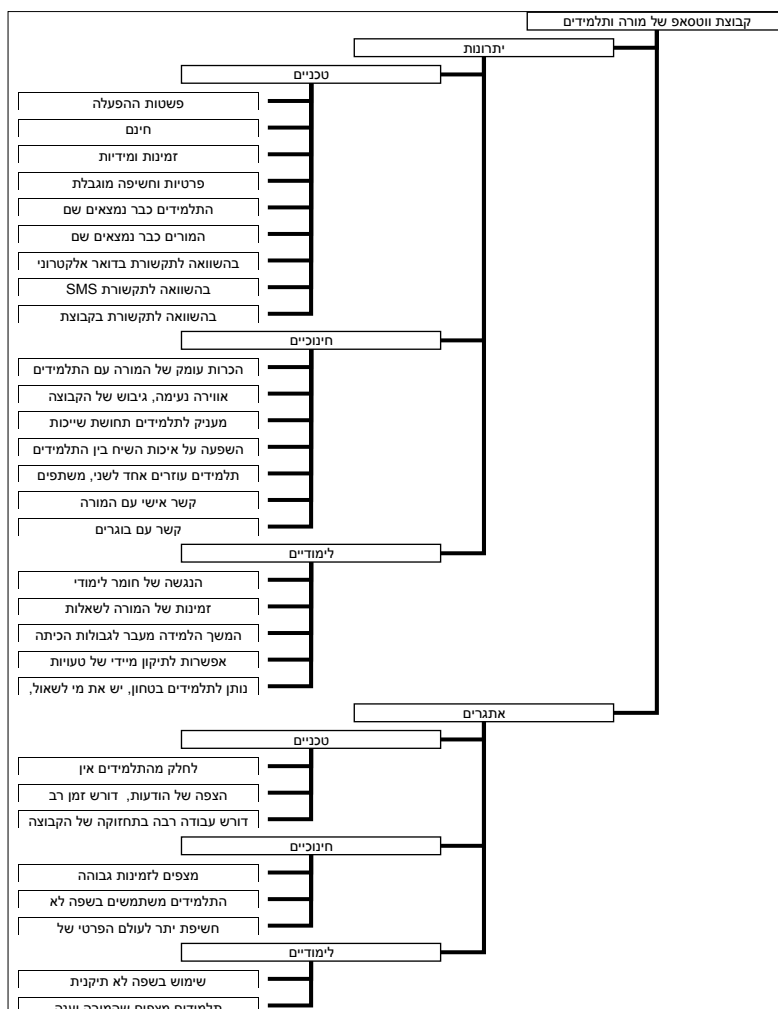 קבוצת ווטסאפ של מורה ותלמידים
יתרונות
טכניים
פשטות ההפעלה
חינם
זמינות ומידיות
פרטיות וחשיפה מוגבלת
התלמידים כבר נמצאים שם
המורים כבר נמצאים שם
בהשוואה לתקשורת בדואר אלקטרוני
בהשוואה לתקשורת SMS
בהשוואה לתקשורת בקבוצת
חינוכיים
הכרות עומק של המורה עם התלמידים
אווירה נעימה, גיבוש של הקבוצה
מעניק לתלמידים תחושת שייכות
השפעה על איכות השיח בין התלמידים
תלמידים עוזרים אחד לשני, משתפים
קשר אישי עם המורה
קשר עם בוגרים
לימודיים
הנגשה של חומר לימודי
זמינות של המורה לשאלות
המשך הלמידה מעבר לגבולות הכיתה
אפשרות לתיקון מיידי של טעויות
נותן לתלמידים בטחון, יש את מי לשאול,
אתגרים
טכניים
לחלק מהתלמידים אין
הצפה של הודעות, דורש זמן רב
דורש עבודה רבה בתחזוקה של הקבוצה
חינוכיים
מצפים לזמינות גבוהה
התלמידים משתמשים בשפה לא
חשיפת יתר לעולם הפרטי של
לימודיים
שימוש בשפה לא תיקנית
תלמידים מצפים שהמורה יענה